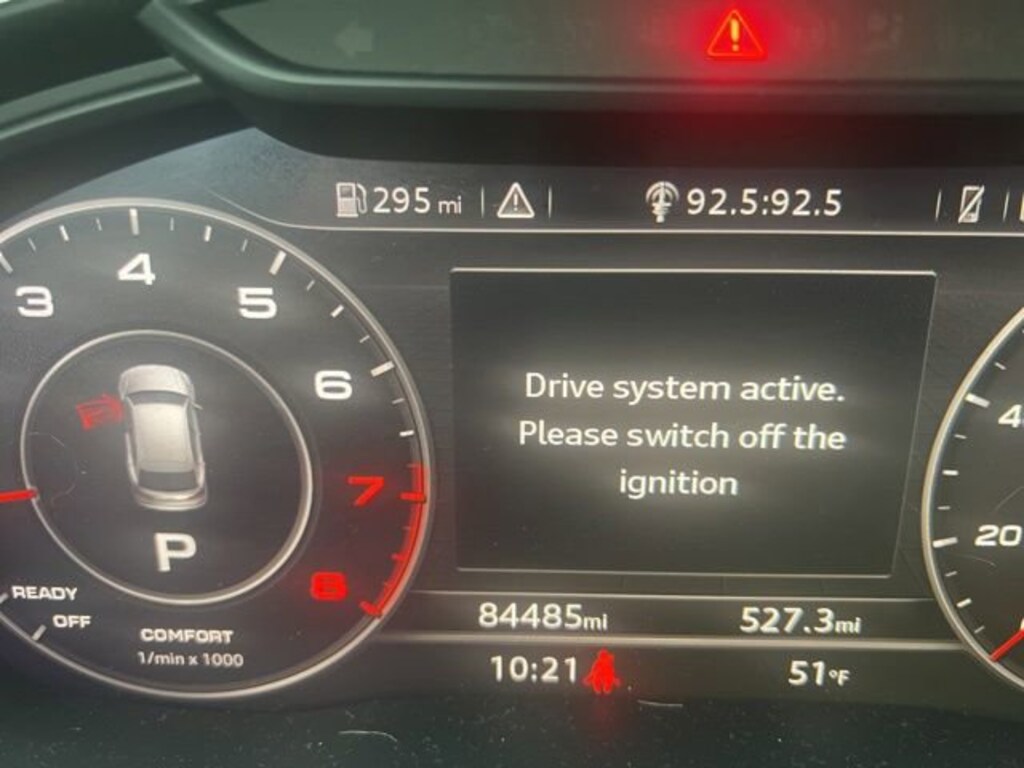 295 mi
92.5:92.5
3
4
5
6
7
8
Drive system active.
Please switch off the
ignition
P
READY
OFF
COMFORT
1/min x 1000
20
84485mi
527.3mi
10:21
51°F